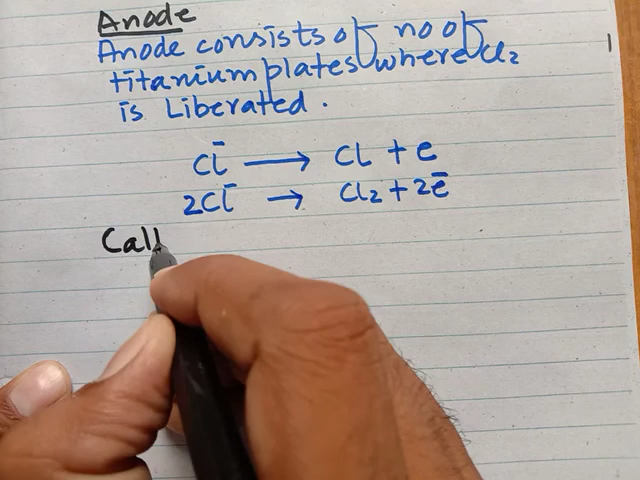 Anode
Anode consists of no of
titanium plates where Cl₂
is Liberated.
Cl⁻ → Cl + e
2Cl⁻ → Cl₂ + 2e⁻
Call